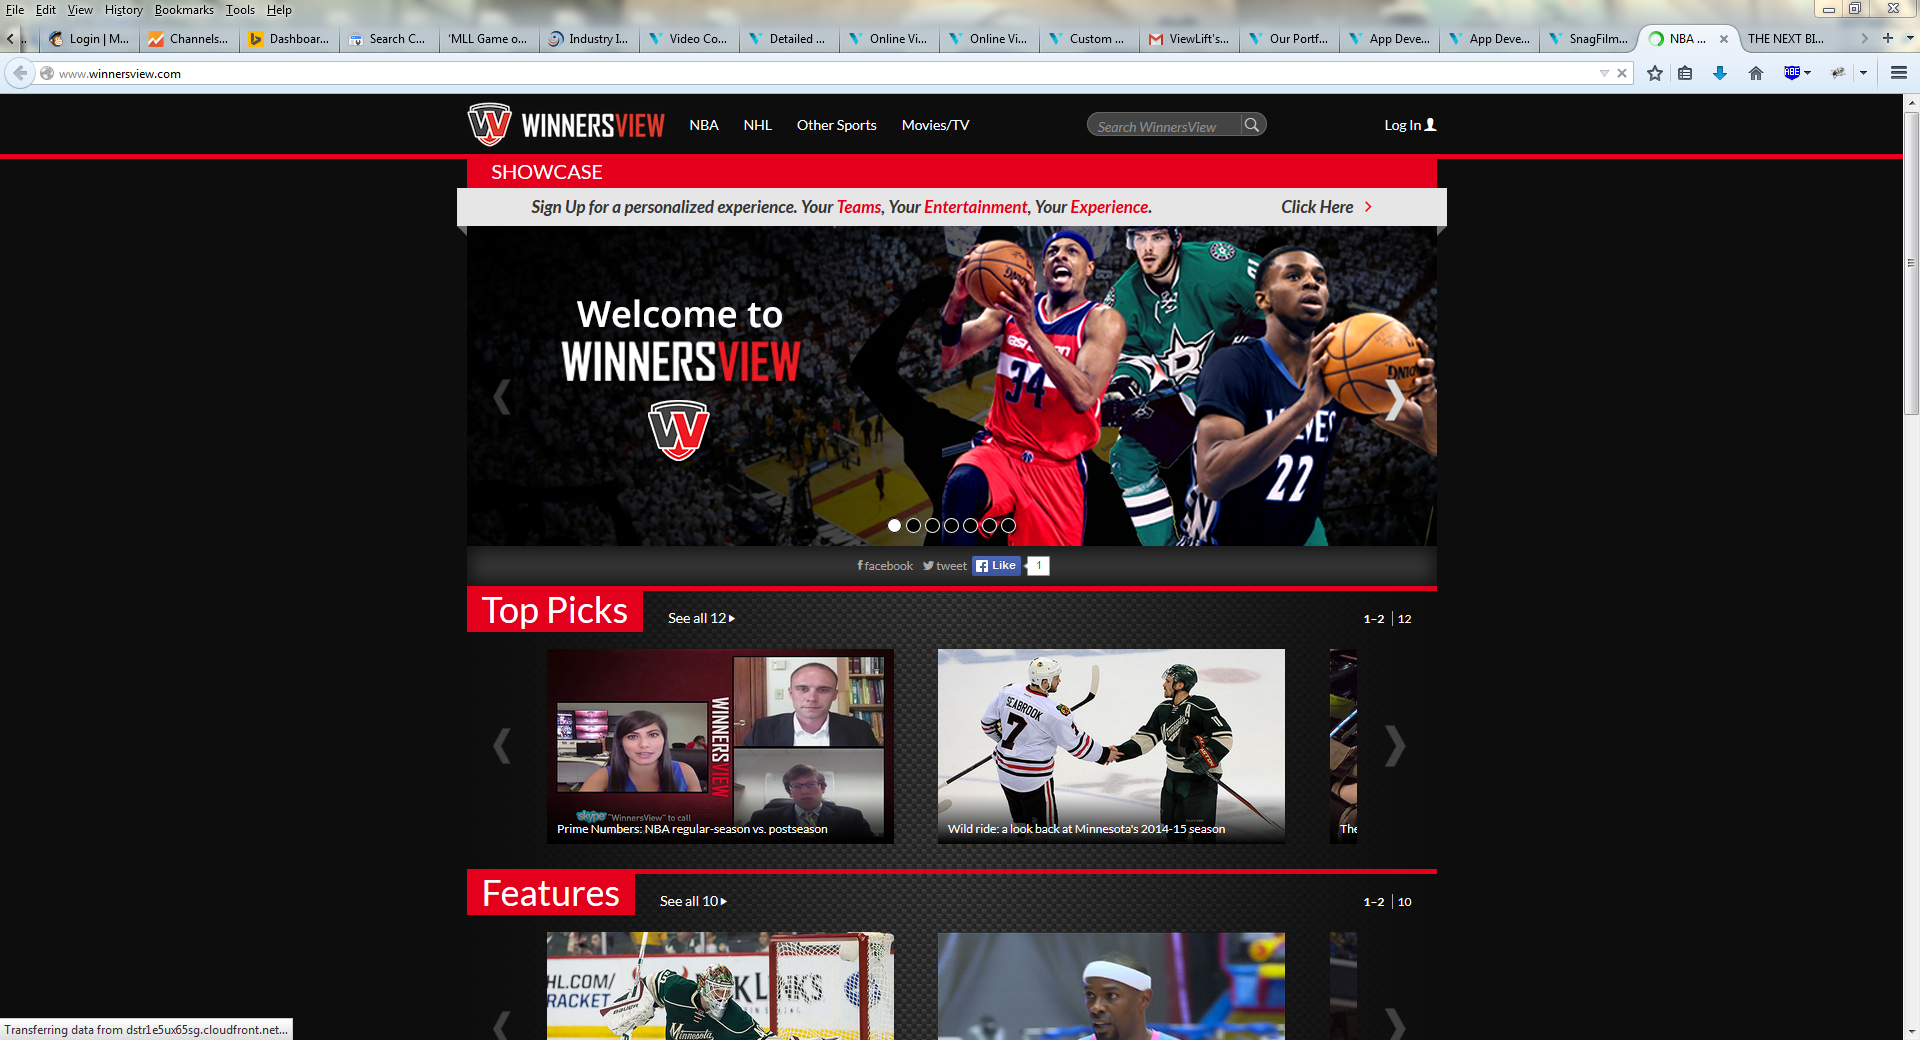 File Edit View History Bookmarks Tools Help
Login | M...
Channels...
Dashboar...
Search C...
'MLL Game o...
Industry I...
Video Co...
Detailed ...
Online Vi...
Online Vi...
Custom ...
ViewLift's...
Our Portf...
App Deve...
App Deve...
SnagFilm...
NBA ...
THE NEXT BI...
www.winnersview.com
ABE
WINNERSVIEW
NBA
NHL
Other Sports
Movies/TV
Search WinnersView
Log In
SHOWCASE
Sign Up for a personalized experience. Your Teams, Your Entertainment, Your Experience.
Click Here
Welcome to
WINNERSVIEW
34
22
facebook
tweet
Like
1
Top Picks
See all 12
1-2 | 12
WINNERSVIEW
skype "WinnersView" to call
Prime Numbers: NBA regular-season vs. postseason
SEABROOK
7
Minnesota
11
A
Wild ride: a look back at Minnesota's 2014-15 season
The
Features
See all 10
1-2 | 10
HL.com/
RACKET
Minnesota
Transferring data from dstr1e5ux65sg.cloudfront.net...